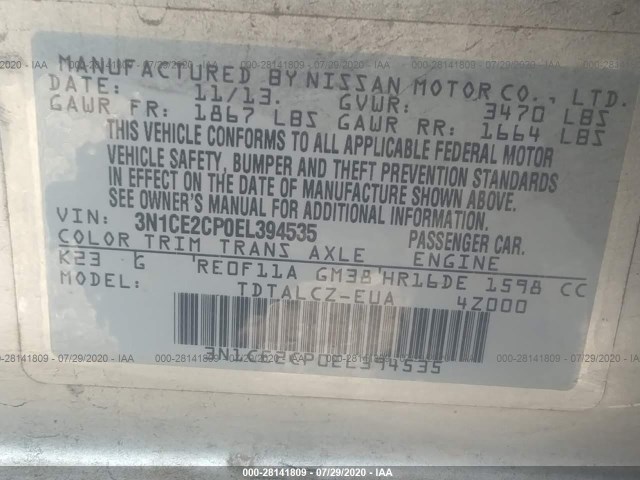 MANUFACTURED BY NISSAN MOTOR CO., LTD.
DATE: 11/13. GVWR: 3470 LBS
GAWR FR: 1867 LBS GAWR RR: 1664 LBS
THIS VEHICLE CONFORMS TO ALL APPLICABLE FEDERAL MOTOR
VEHICLE SAFETY, BUMPER AND THEFT PREVENTION STANDARDS
IN EFFECT ON THE DATE OF MANUFACTURE SHOWN ABOVE.
SEE OWNER'S MANUAL FOR ADDITIONAL INFORMATION.
VIN: 3N1CE2CP0EL394535 PASSENGER CAR.
COLOR TRIM TRANS AXLE ENGINE
K23 G RE0F11A GM38 HR16DE 1598 CC
MODEL: TDTALCZ-EUA 4Z000
3N1CE2CP0EL394535
000-28141809 | 07/29/2020 - IAA